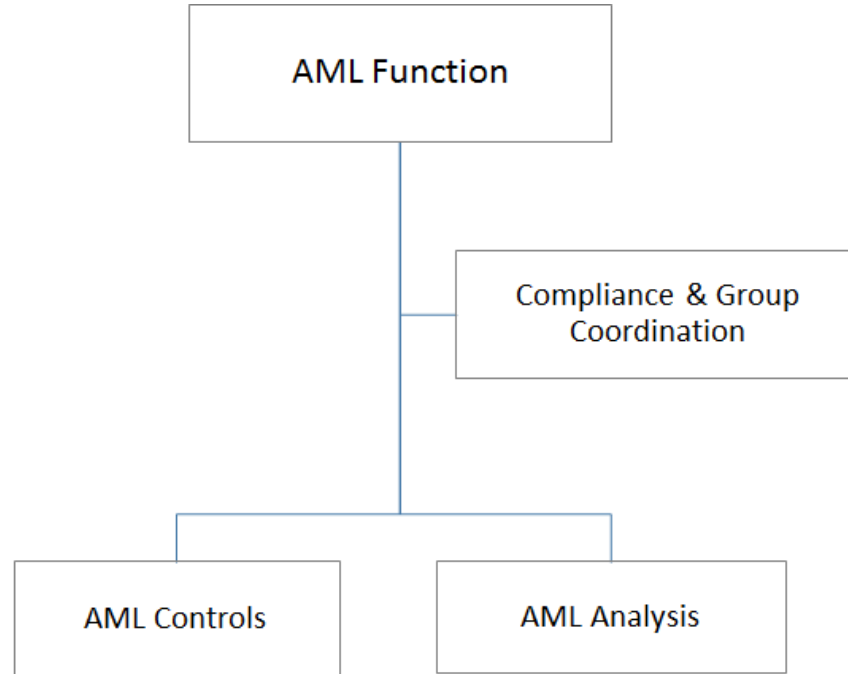 AML Function
Compliance & Group
Coordination
AML Controls
AML Analysis